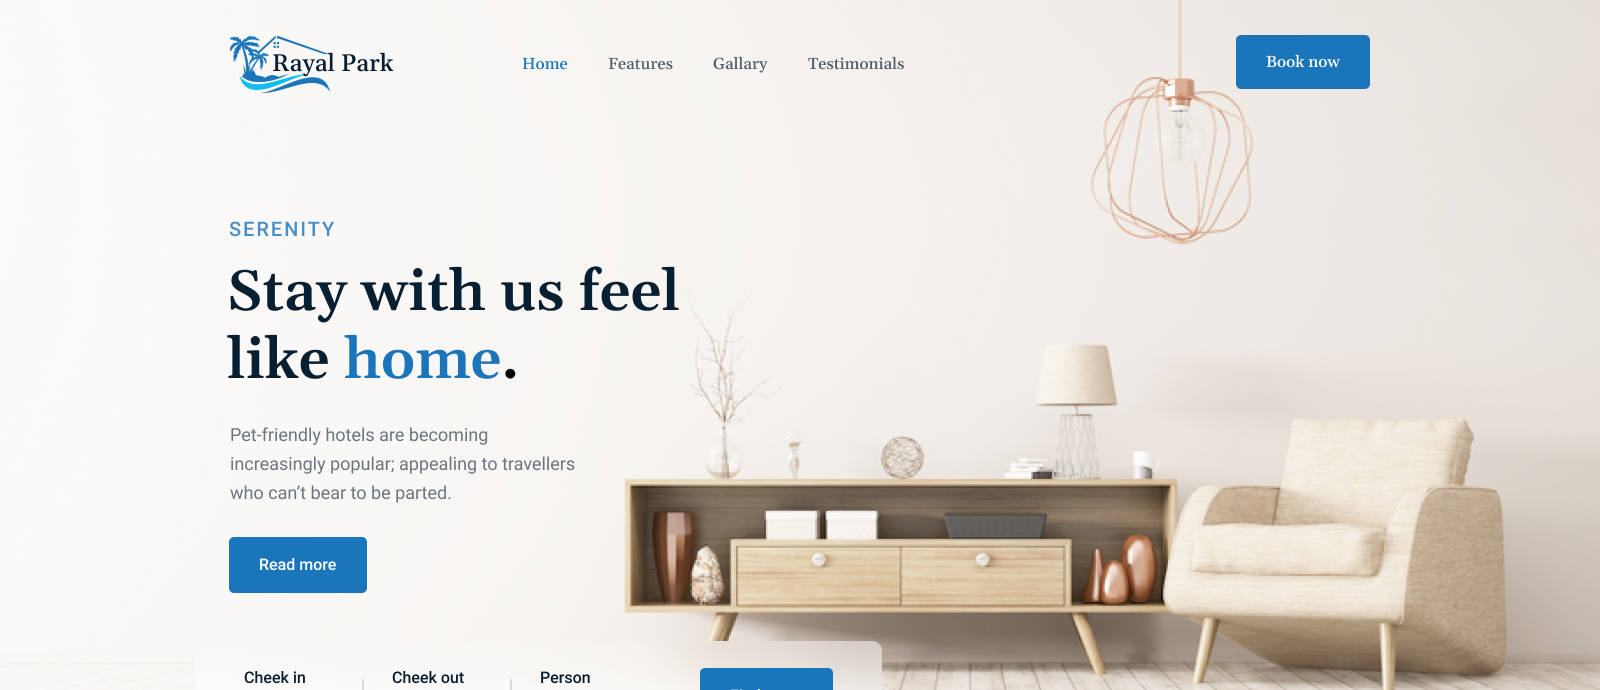 Rayal Park
Home Features Gallary Testimonials
Book now
SERENITY
Stay with us feel
like home.
Pet-friendly hotels are becoming
increasingly popular; appealing to travellers
who can’t bear to be parted.
Read more
Cheek in Cheek out Person